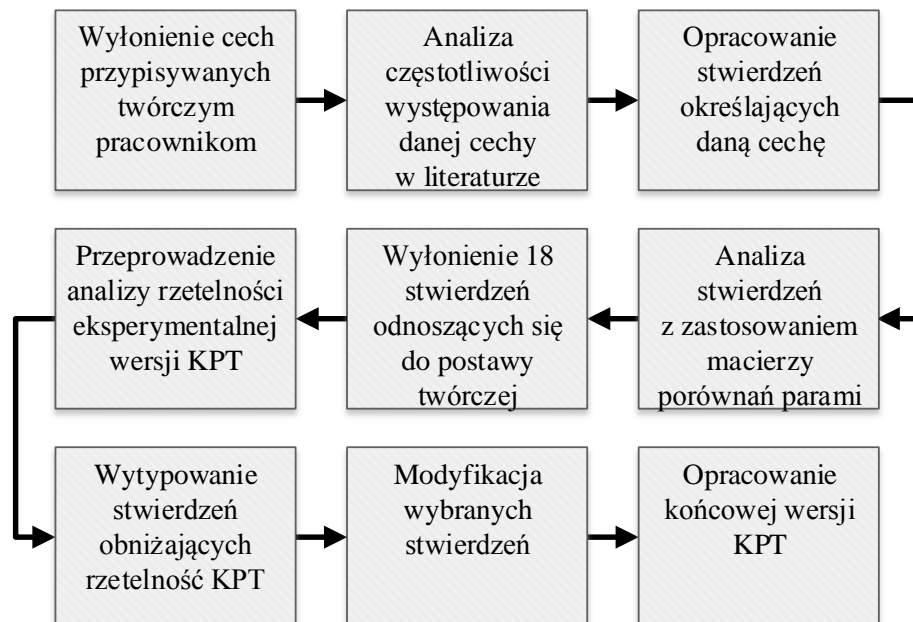 Wyłonienie cech
przypisywanych
twórczym
pracownikom
Analiza
częstotliwości
występowania
danej cechy
w literaturze
Opracowanie
stwierdzeń
określających
daną cechę
Analiza
stwierdzeń
z zastosowaniem
macierzy
porównań parami
Wyłonienie 18
stwierdzeń
odnoszących się
do postawy
twórczej
Przeprowadzenie
analizy rzetelności
eksperymentalnej
wersji KPT
Wytypowanie
stwierdzeń
obniżających
rzetelność KPT
Modyfikacja
wybranych
stwierdzeń
Opracowanie
końcowej wersji
KPT